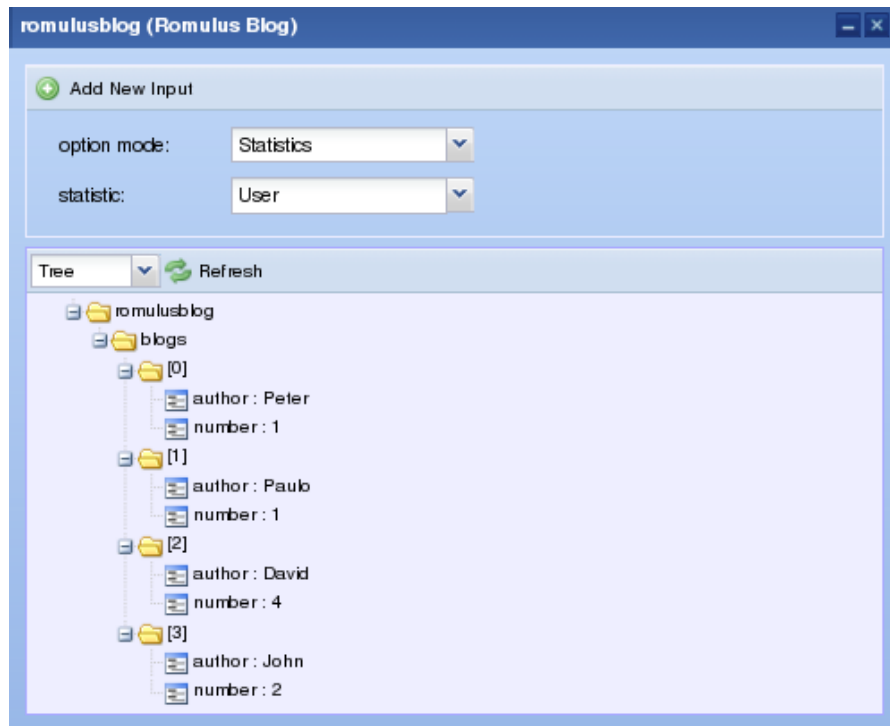 romulusblog (Romulus Blog)
Add New Input
option mode: Statistics
statistic: User
Tree Refresh
romulusblog
blogs
[0]
author : Peter
number : 1
[1]
author : Paulo
number : 1
[2]
author : David
number : 4
[3]
author : John
number : 2